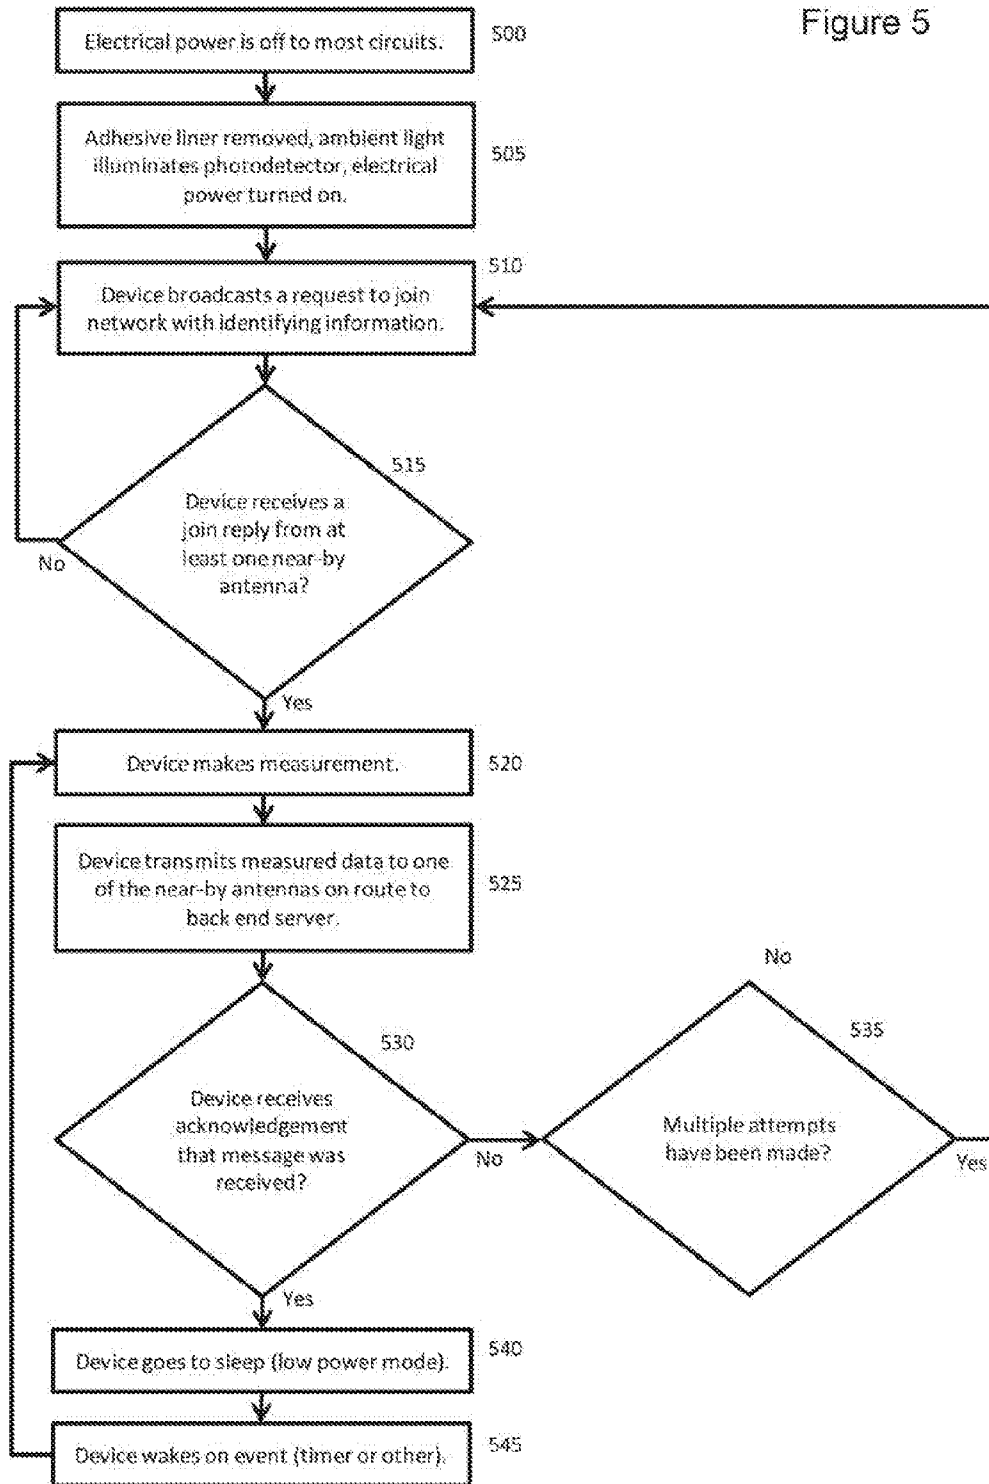 Figure 5
Electrical power is off to most circuits.
500
Adhesive liner removed, ambient light
illuminates photodetector, electrical
power turned on.
505
510
Device broadcasts a request to join
network with identifying information.
515
Device receives a
join reply from at
least one near-by
antenna?
No
Yes
Device makes measurement.
520
Device transmits measured data to one
of the near-by antennas on route to
back end server.
525
No
530
535
Device receives
acknowledgement
that message was
received?
No
Multiple attempts
have been made?
Yes
Yes
Device goes to sleep (low power mode).
540
Device wakes on event (timer or other).
545